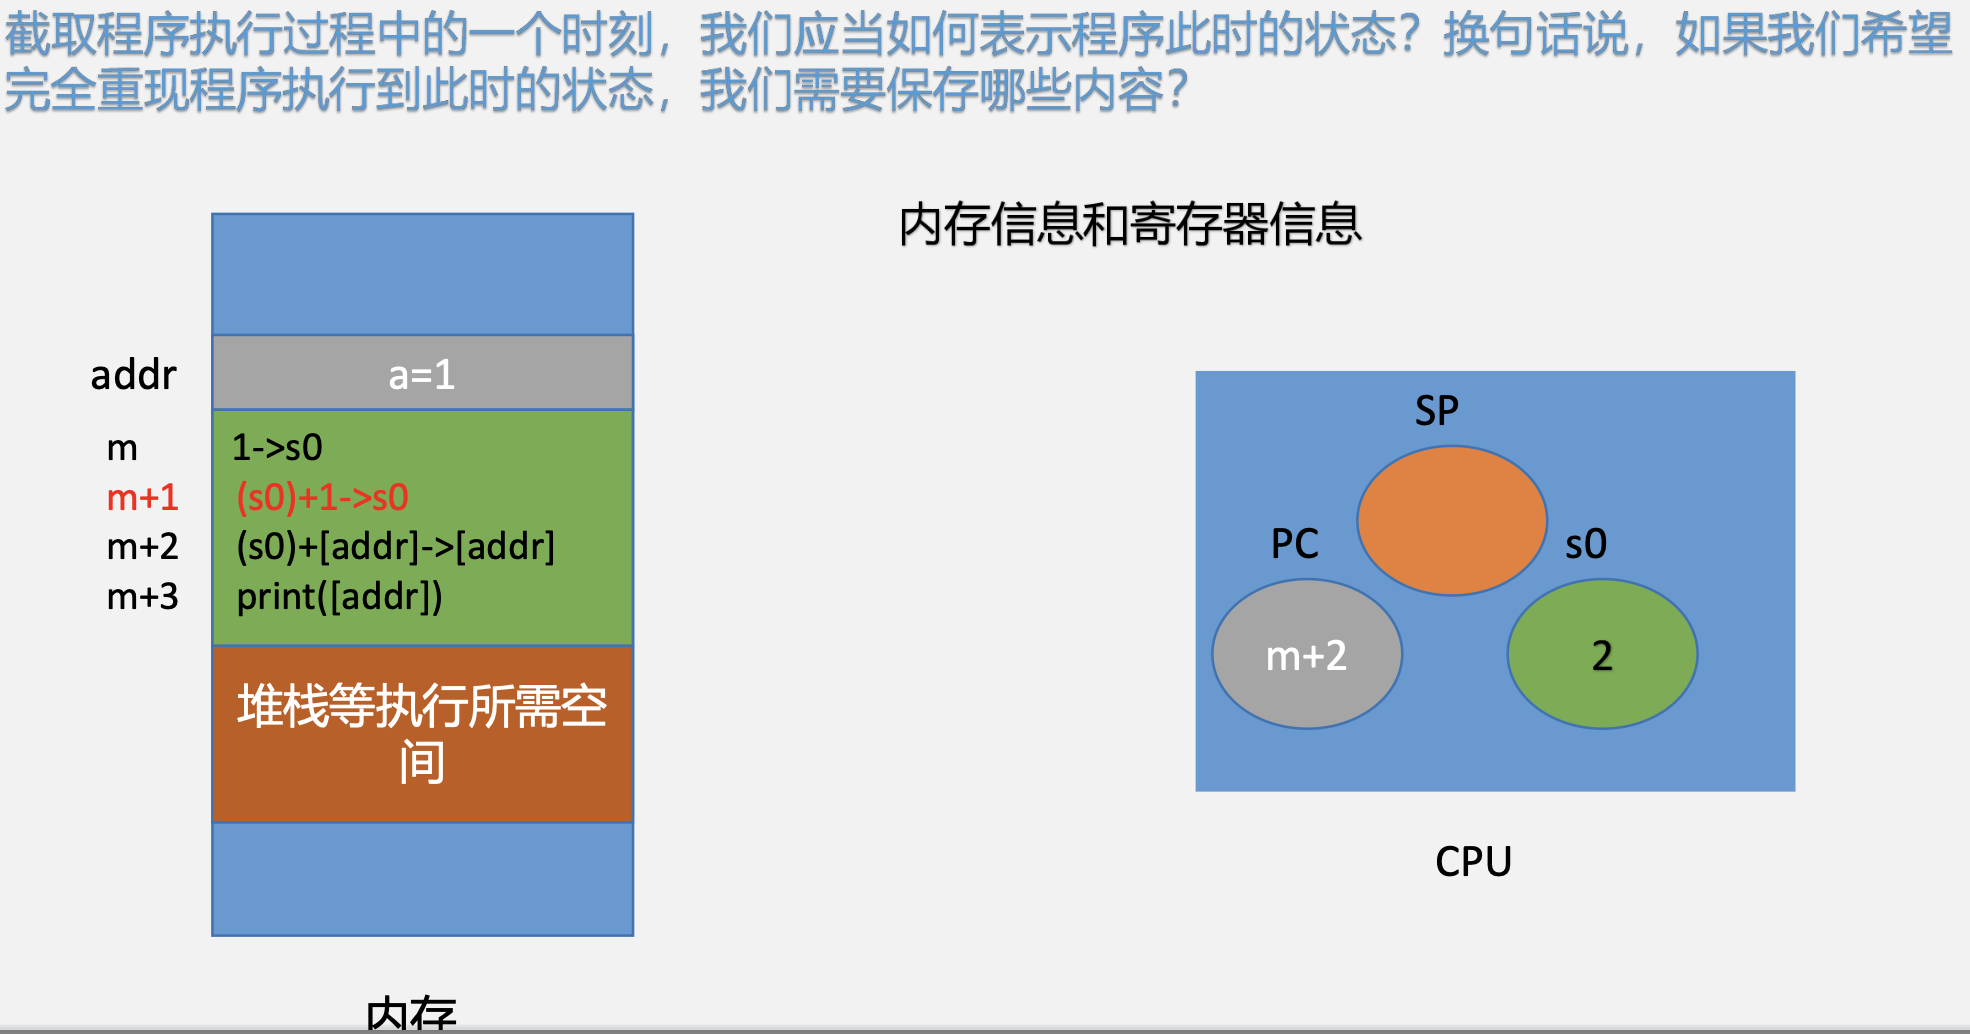 截取程序执行过程中的一个时刻，我们应当如何表示程序此时的状态？换句话说，如果我们希望
完全重现程序执行到此时的状态，我们需要保存哪些内容？
内存信息和寄存器信息
addr
a=1
m
1->s0
m+1
(s0)+1->s0
m+2
(s0)+[addr]->[addr]
m+3
print([addr])
堆栈等执行所需空
间
内存
SP
PC
s0
m+2
2
CPU